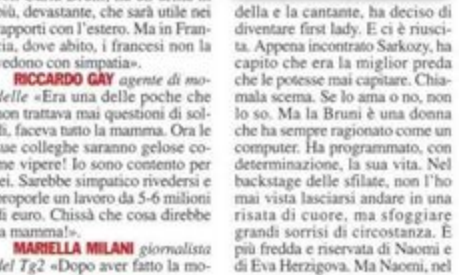 più, devastante, che sarà utile nei
rapporti con l'estero. Ma in Fran-
cia, dove abito, i francesi non la
vedono con simpatia».
RICCARDO GAY agente di mo-
delle «Era una delle poche che
non trattava mai questioni di sol-
di, faceva tutto la mamma. Ora le
sue colleghe saranno gelose co-
me vipere! Io sono contento per
lei. Sarebbe simpatico rivedersi e
proporle un lavoro da 5-6 milioni
di euro. Chissà che cosa direbbe
la mamma!».
MARIELLA MILANI giornalista
del Tg2 «Dopo aver fatto la mo-
della e la cantante, ha deciso di
diventare first lady. E ci è riusci-
ta. Appena incontrato Sarkozy, ha
capito che era la miglior preda
che le potesse mai capitare. Chia-
mala scema. Se lo ama o no, non
lo so. Ma la Bruni è una donna
che ha sempre ragionato come un
computer. Ha programmato, con
determinazione, la sua vita. Nel
backstage delle sfilate, non l'ho
mai vista lasciarsi andare in una
risata di cuore, ma sfoggiare
grandi sorrisi di circostanza. È
più fredda e riservata di Naomi e
di Eva Herzigova. Ma Naomi, nel